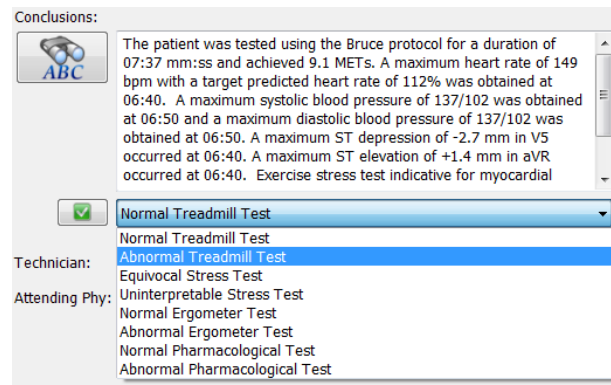 Conclusions:
ABC
The patient was tested using the Bruce protocol for a duration of
07:37 mm:ss and achieved 9.1 METs. A maximum heart rate of 149
bpm with a target predicted heart rate of 112% was obtained at
06:40.  A maximum systolic blood pressure of 137/102 was obtained
at 06:50 and a maximum diastolic blood pressure of 137/102 was
obtained at 06:50. A maximum ST depression of -2.7 mm in V5
occurred at 06:40. A maximum ST elevation of +1.4 mm in aVR
occurred at 06:40.  Exercise stress test indicative for myocardial
Normal Treadmill Test
Normal Treadmill Test
Abnormal Treadmill Test
Equivocal Stress Test
Uninterpretable Stress Test
Normal Ergometer Test
Abnormal Ergometer Test
Normal Pharmacological Test
Abnormal Pharmacological Test
Technician:
Attending Phy: